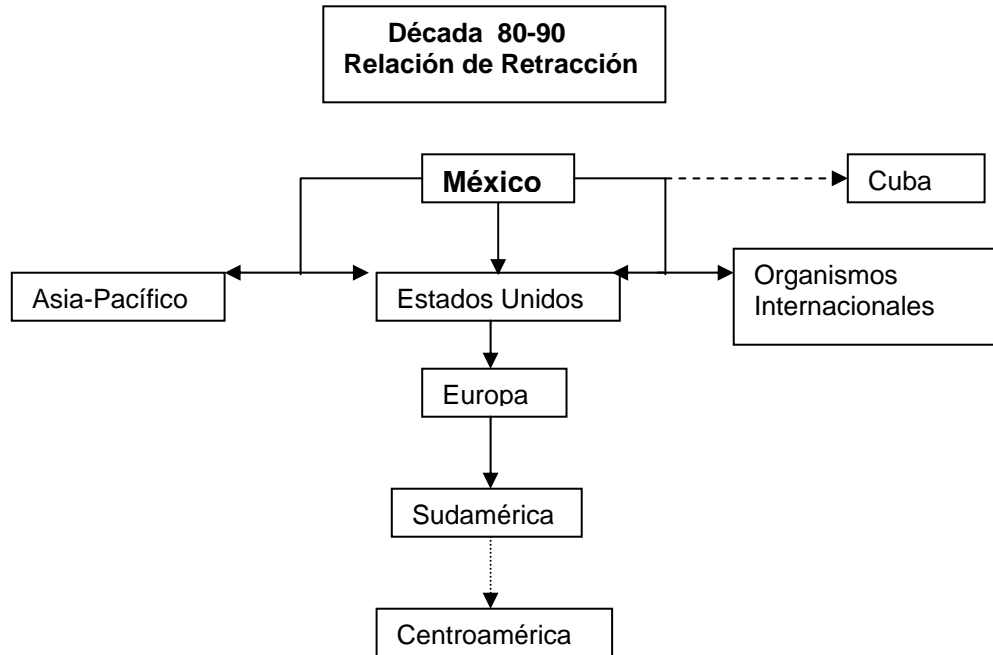 Década 80-90
Relación de Retracción
México
Cuba
Asia-Pacífico
Estados Unidos
Organismos
Internacionales
Europa
Sudamérica
Centroamérica